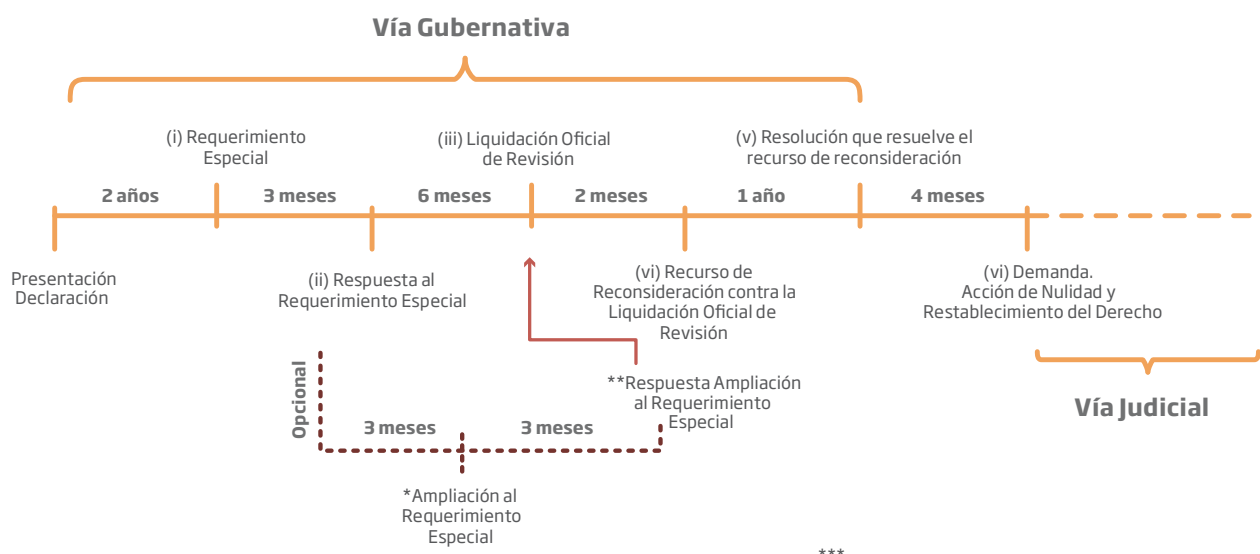 Vía Gubernativa
(i) Requerimiento
Especial
(iii) Liquidación Oficial
de Revisión
(v) Resolución que resuelve el
recurso de reconsideración
2 años
3 meses
6 meses
2 meses
1 año
4 meses
Presentación
Declaración
(ii) Respuesta al
Requerimiento Especial
(vi) Recurso de
Reconsideración contra la
Liquidación Oficial de
Revisión
(vi) Demanda.
Acción de Nulidad y
Restablecimiento del Derecho
Vía Judicial
Opcional
3 meses
3 meses
**Respuesta Ampliación
al Requerimiento
Especial
*Ampliación al
Requerimiento
Especial
***